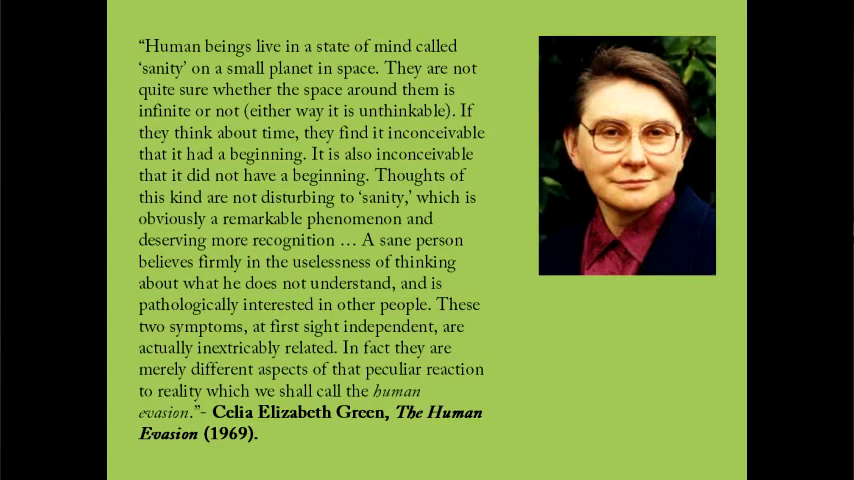 “Human beings live in a state of mind called
‘sanity’ on a small planet in space. They are not
quite sure whether the space around them is
infinite or not (either way it is unthinkable). If
they think about time, they find it inconceivable
that it had a beginning. It is also inconceivable
that it did not have a beginning. Thoughts of
this kind are not disturbing to ‘sanity,’ which is
obviously a remarkable phenomenon and
deserving more recognition … A sane person
believes firmly in the uselessness of thinking
about what he does not understand, and is
pathologically interested in other people. These
two symptoms, at first sight independent, are
actually inextricably related. In fact they are
merely different aspects of that peculiar reaction
to reality which we shall call the human
evasion.”- Celia Elizabeth Green, The Human
Evasion (1969).